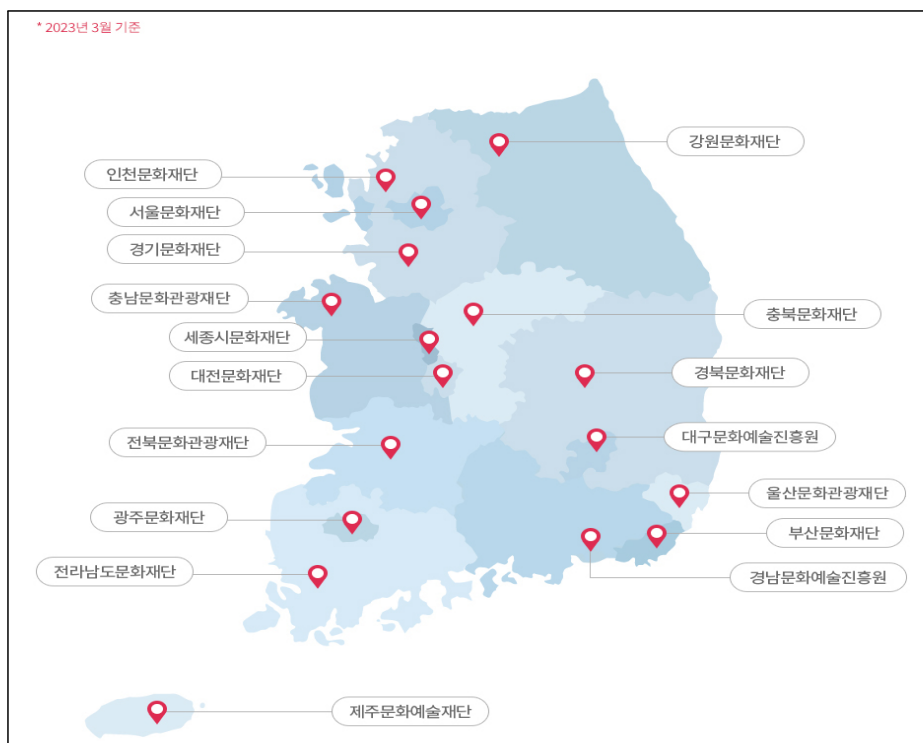 * 2023년 3월 기준
강원문화재단
인천문화재단
서울문화재단
경기문화재단
충남문화관광재단
충북문화재단
세종시문화재단
대전문화재단
경북문화재단
전북문화관광재단
대구문화예술진흥원
울산문화관광재단
광주문화재단
부산문화재단
전라남도문화재단
경남문화예술진흥원
제주문화예술재단